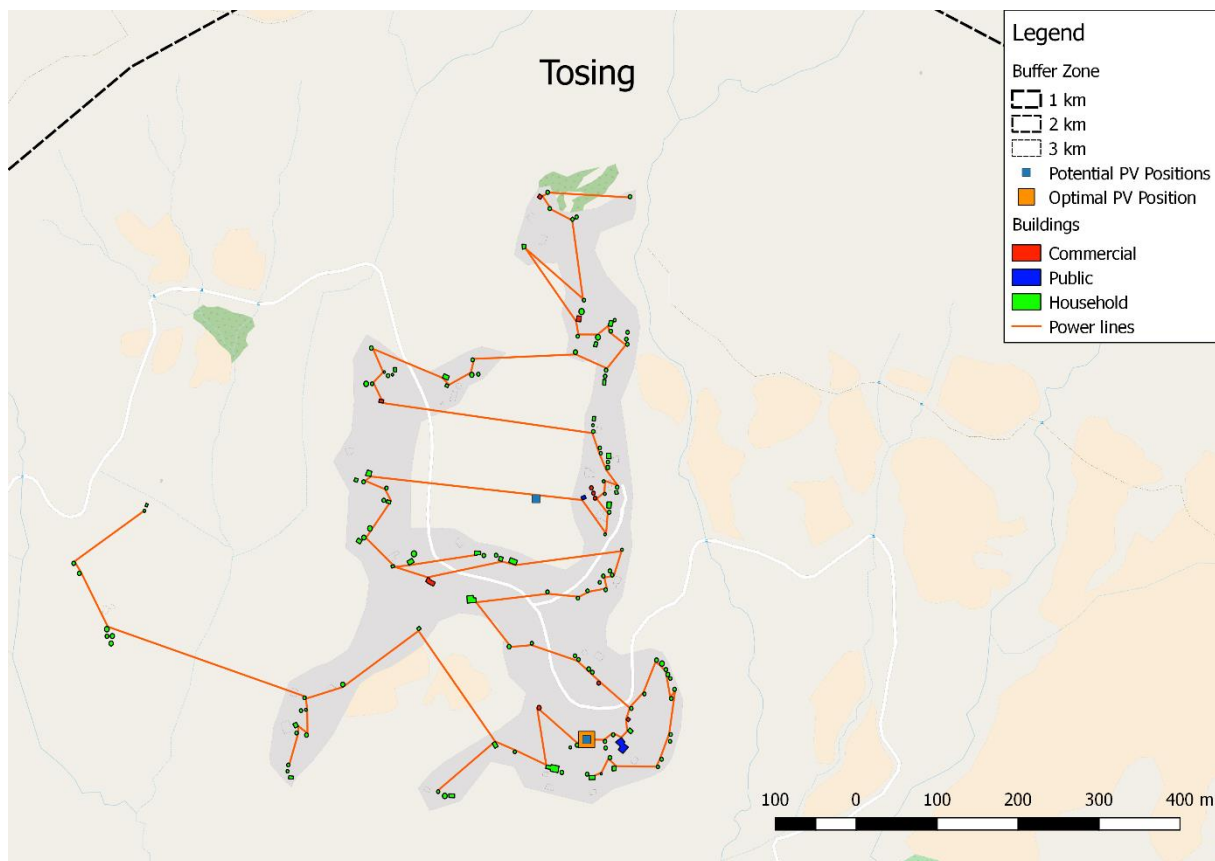 Tosing
Legend
Buffer Zone
1 km
2 km
3 km
Potential PV Positions
Optimal PV Position
Buildings
Commercial
Public
Household
Power lines
100 0 100 200 300 400 m